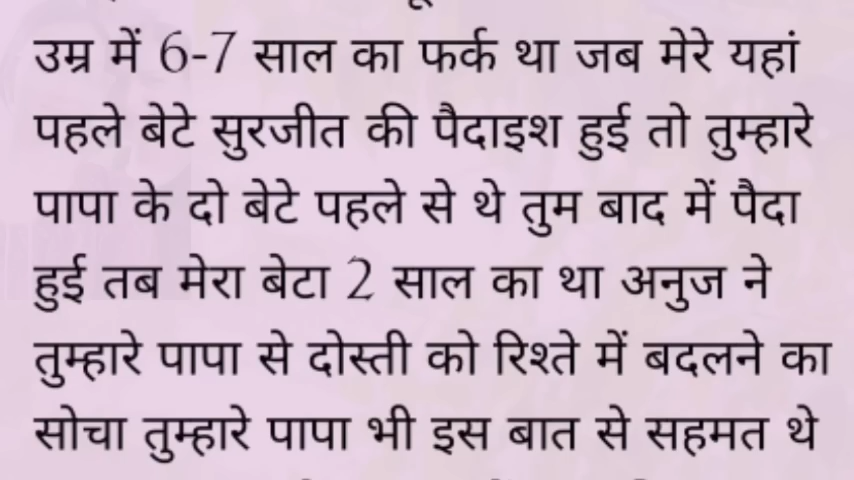 उम्र में 6-7 साल का फर्क था जब मेरे यहां
पहले बेटे सुरजीत की पैदाइश हुई तो तुम्हारे
पापा के दो बेटे पहले से थे तुम बाद में पैदा
हुई तब मेरा बेटा 2 साल का था अनुज ने
तुम्हारे पापा से दोस्ती को रिश्ते में बदलने का
सोचा तुम्हारे पापा भी इस बात से सहमत थे